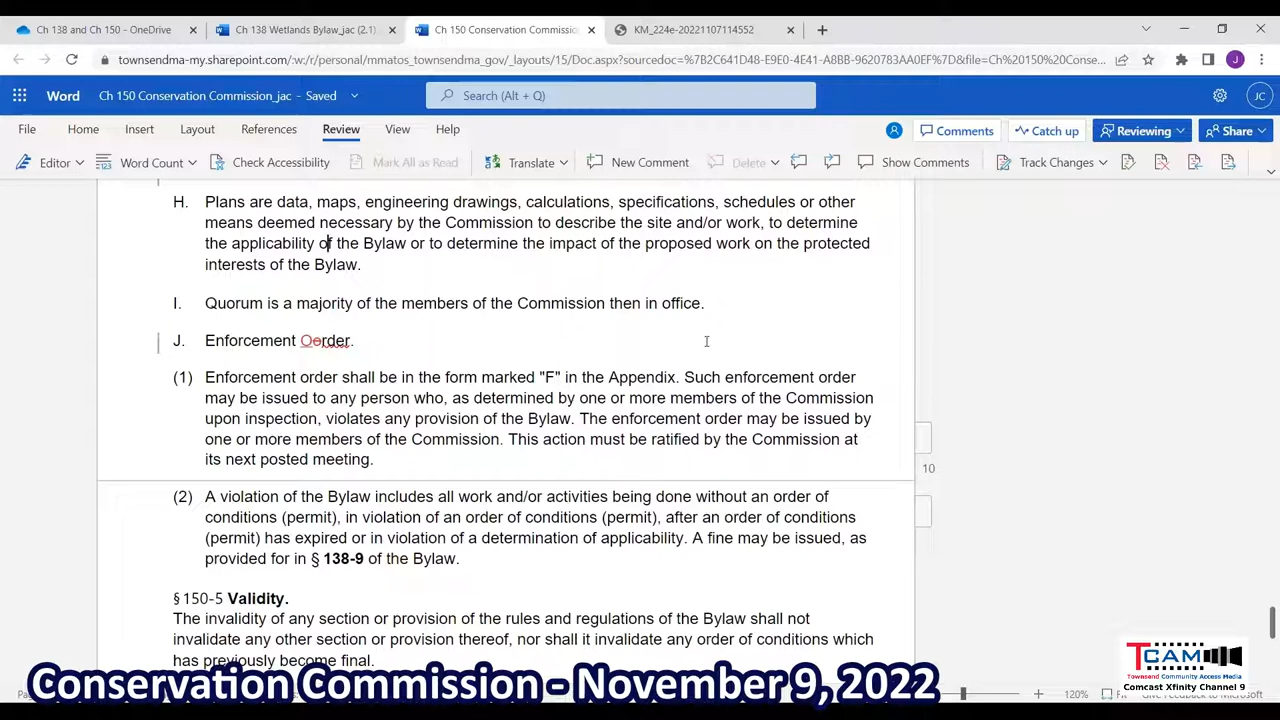 Ch 138 and Ch 150 - OneDrive
Ch 138 Wetlands Bylaw_jac (2.1)
Ch 150 Conservation Commissio
KM_224e-20221107114552
townsendma-my.sharepoint.com/:w:/r/personal/mmatos_townsendma_gov/_layouts/15/Doc.aspx?sourcedoc=%7B2C641D48-E9E0-4E41-A8BB-9620783AA0EF%7D&file=Ch%20150%20Conse...
J
Word
Ch 150 Conservation Commission_jac - Saved
Search (Alt + Q)
JC
File
Home
Insert
Layout
References
Review
View
Help
Comments
Catch up
Reviewing
Share
Editor
Word Count
Check Accessibility
Mark All as Read
Translate
New Comment
Delete
Show Comments
Track Changes
H. Plans are data, maps, engineering drawings, calculations, specifications, schedules or other
means deemed necessary by the Commission to describe the site and/or work, to determine
the applicability of the Bylaw or to determine the impact of the proposed work on the protected
interests of the Bylaw.
I. Quorum is a majority of the members of the Commission then in office.
J. Enforcement Oorder.
(1) Enforcement order shall be in the form marked "F" in the Appendix. Such enforcement order
may be issued to any person who, as determined by one or more members of the Commission
upon inspection, violates any provision of the Bylaw. The enforcement order may be issued by
one or more members of the Commission. This action must be ratified by the Commission at
its next posted meeting.
10
(2) A violation of the Bylaw includes all work and/or activities being done without an order of
conditions (permit), in violation of an order of conditions (permit), after an order of conditions
(permit) has expired or in violation of a determination of applicability. A fine may be issued, as
provided for in § 138-9 of the Bylaw.
§ 150-5 Validity.
The invalidity of any section or provision of the rules and regulations of the Bylaw shall not
invalidate any other section or provision thereof, nor shall it invalidate any order of conditions which
has previously become final.
Conservation Commission - November 9, 2022
120%
Fit
TCAM
Townsend Community Access Media
Comcast Xfinity Channel 9